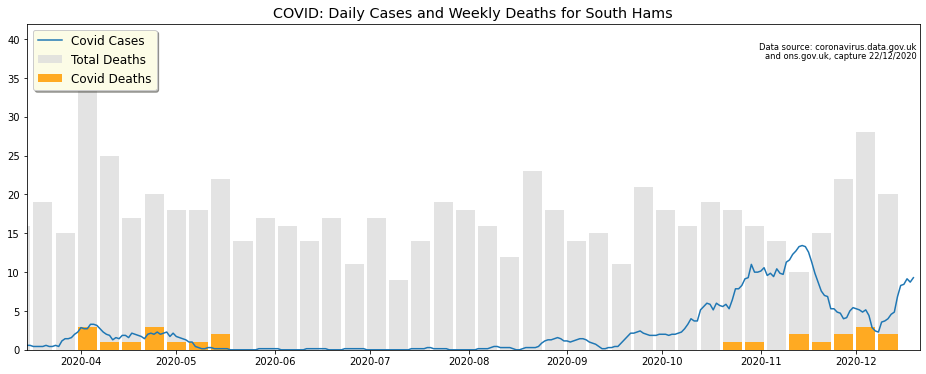 COVID: Daily Cases and Weekly Deaths for South Hams
Covid Cases
Total Deaths
Covid Deaths
Data source: coronavirus.data.gov.uk
and ons.gov.uk, capture 22/12/2020
40
35
30
25
20
15
10
5
0
2020-04 2020-05 2020-06 2020-07 2020-08 2020-09 2020-10 2020-11 2020-12